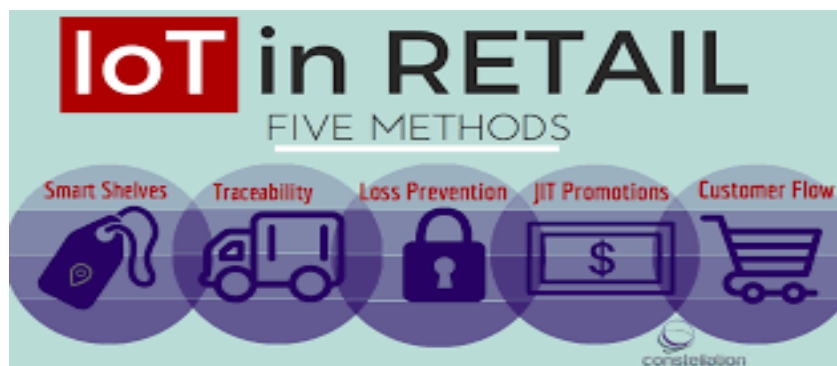 IoT in RETAIL
FIVE METHODS
Smart Shelves Traceability Loss Prevention JIT Promotions Customer Flow
$
constellation